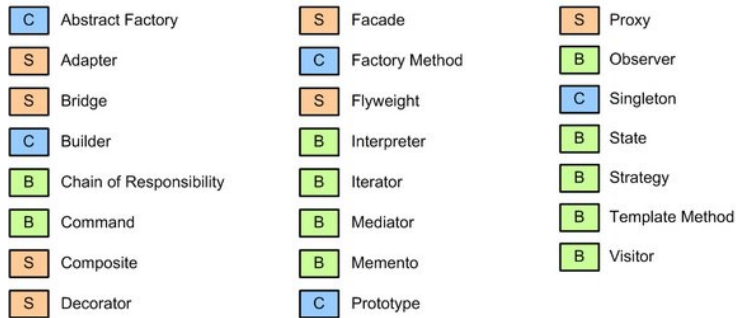 C Abstract Factory
S Adapter
S Bridge
C Builder
B Chain of Responsibility
B Command
S Composite
S Decorator
S Facade
C Factory Method
S Flyweight
B Interpreter
B Iterator
B Mediator
B Memento
C Prototype
S Proxy
B Observer
C Singleton
B State
B Strategy
B Template Method
B Visitor